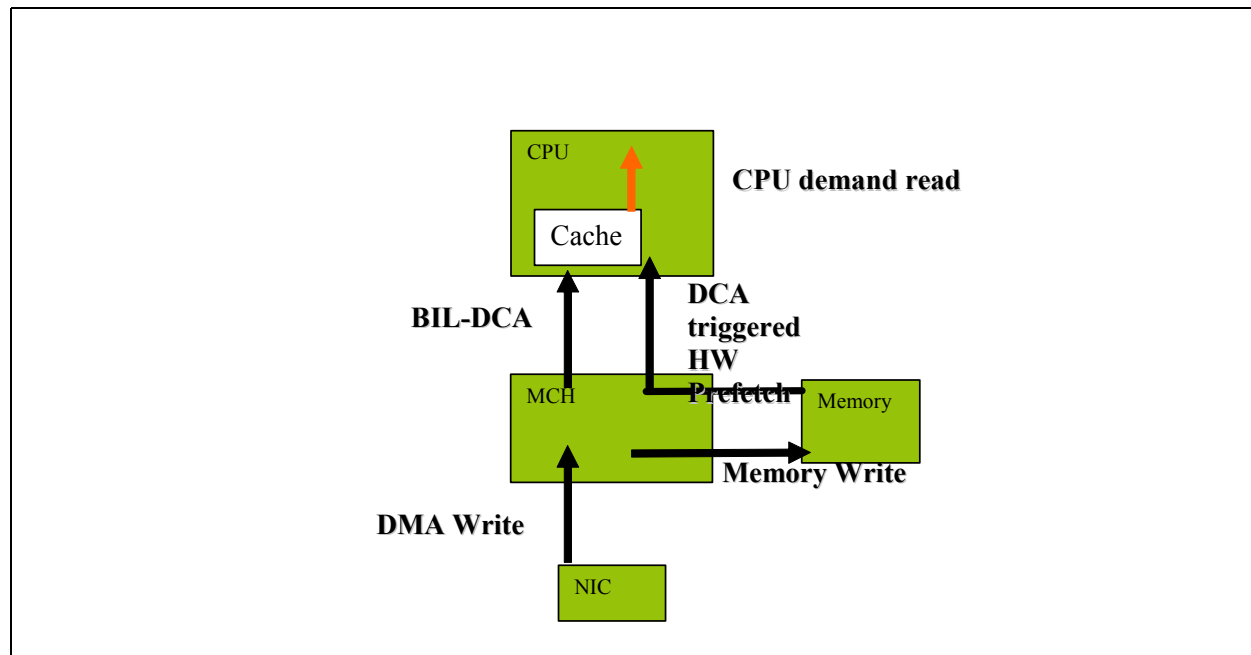 CPU
CPU demand read
Cache
BIL-DCA
DCA
triggered
HW
Prefetch
MCH
Memory
Memory Write
DMA Write
NIC